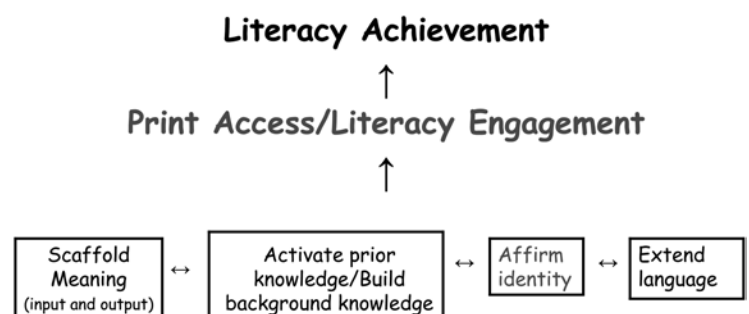 Literacy Achievement
↑
Print Access/Literacy Engagement
↑
Scaffold
Meaning
(input and output)
↔
Activate prior
knowledge/Build
background knowledge
↔
Affirm
identity
↔
Extend
language